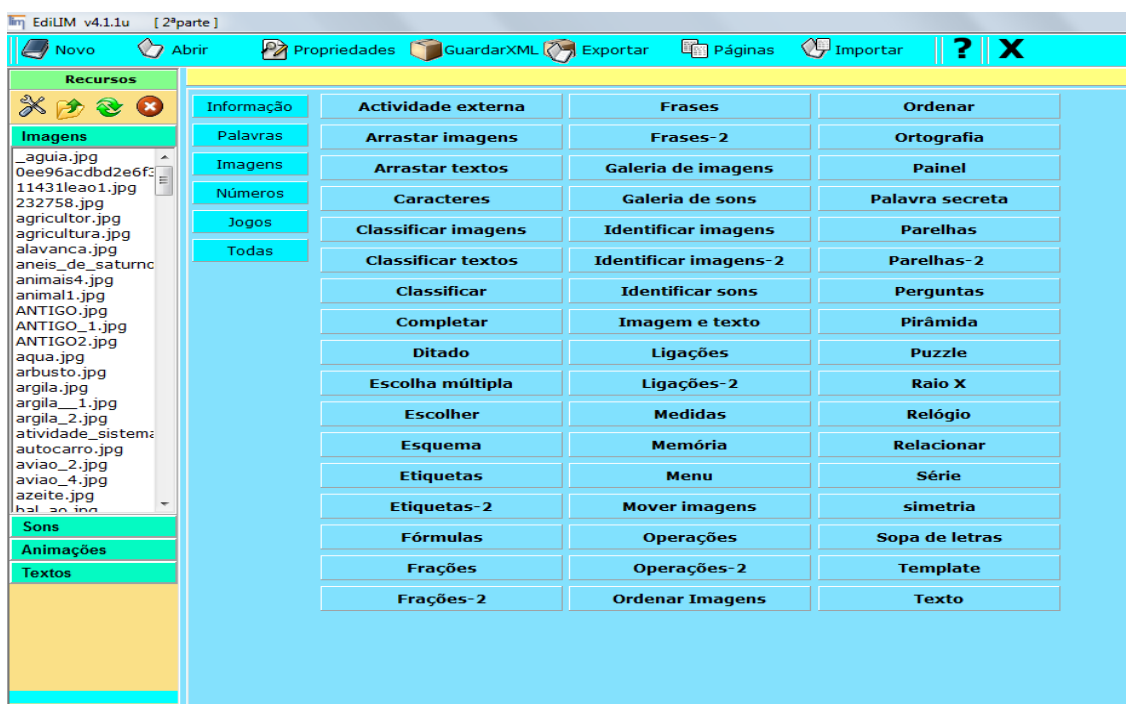 lim EdiLIM v4.1.1u [ 2ªparte ]
Novo Abrir Propriedades GuardarXML Exportar Páginas Importar ? X
Recursos
Imagens
_aguia.jpg
0ee96acdbd2e6f3
11431leao1.jpg
232758.jpg
agricultor.jpg
agricultura.jpg
alavanca.jpg
aneis_de_saturno
animais4.jpg
animal1.jpg
ANTIGO.jpg
ANTIGO_1.jpg
ANTIGO2.jpg
aqua.jpg
arbusto.jpg
argila.jpg
argila__1.jpg
argila_2.jpg
atividade_sistema
autocarro.jpg
aviao_2.jpg
aviao_4.jpg
azeite.jpg
Sons
Animações
Textos
Informação
Palavras
Imagens
Números
Jogos
Todas
Actividade externa
Arrastar imagens
Arrastar textos
Caracteres
Classificar imagens
Classificar textos
Classificar
Completar
Ditado
Escolha múltipla
Escolher
Esquema
Etiquetas
Etiquetas-2
Fórmulas
Frações
Frações-2
Frases
Frases-2
Galeria de imagens
Galeria de sons
Identificar imagens
Identificar imagens-2
Identificar sons
Imagem e texto
Ligações
Ligações-2
Medidas
Memória
Menu
Mover imagens
Operações
Operações-2
Ordenar Imagens
Ordenar
Ortografia
Painel
Palavra secreta
Parelhas
Parelhas-2
Perguntas
Pirâmida
Puzzle
Raio X
Relógio
Relacionar
Série
simetria
Sopa de letras
Template
Texto